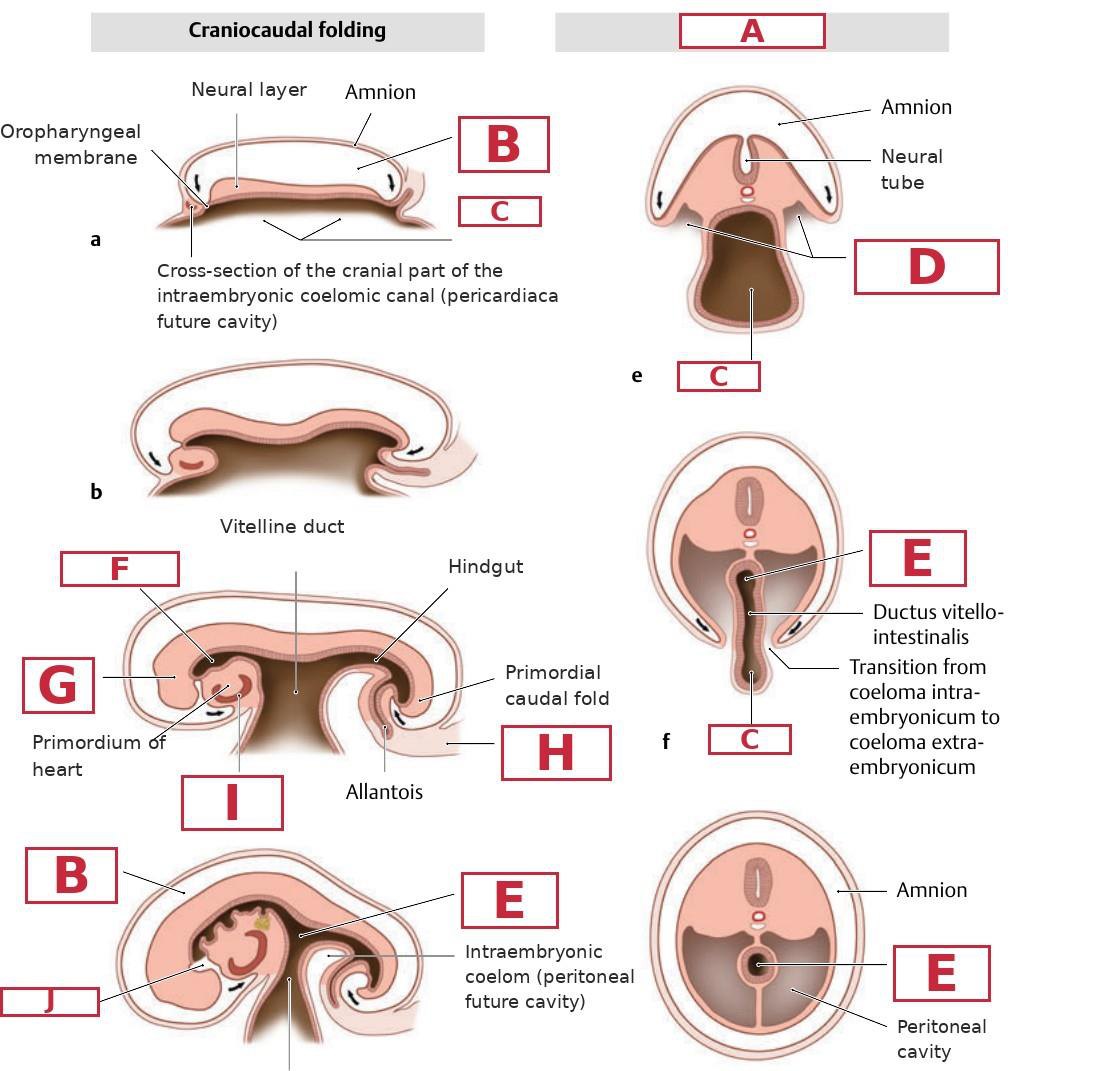 Craniocaudal folding
A
Neural layer
Amnion
B
Oropharyngeal
membrane
C
a
Cross-section of the cranial part of the
intraembryonic coelomic canal (pericardiaca
future cavity)
Amnion
Neural
tube
D
C
e
b
Vitelline duct
F
Hindgut
G
Primordial
caudal fold
Primordium of
heart
H
I
Allantois
E
Ductus vitello-
intestinalis
Transition from
coeloma intra-
embryonicum to
coeloma extra-
embryonicum
C
f
B
E
Intraembryonic
coelom (peritoneal
future cavity)
J
Amnion
E
Peritoneal
cavity